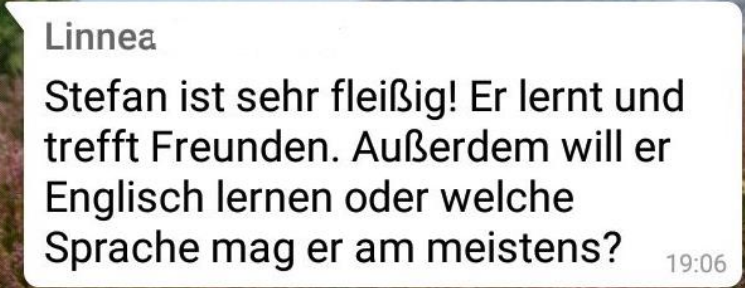 Linnea
Stefan ist sehr fleißig! Er lernt und
trefft Freunden. Außerdem will er
Englisch lernen oder welche
Sprache mag er am meistens?
19:06